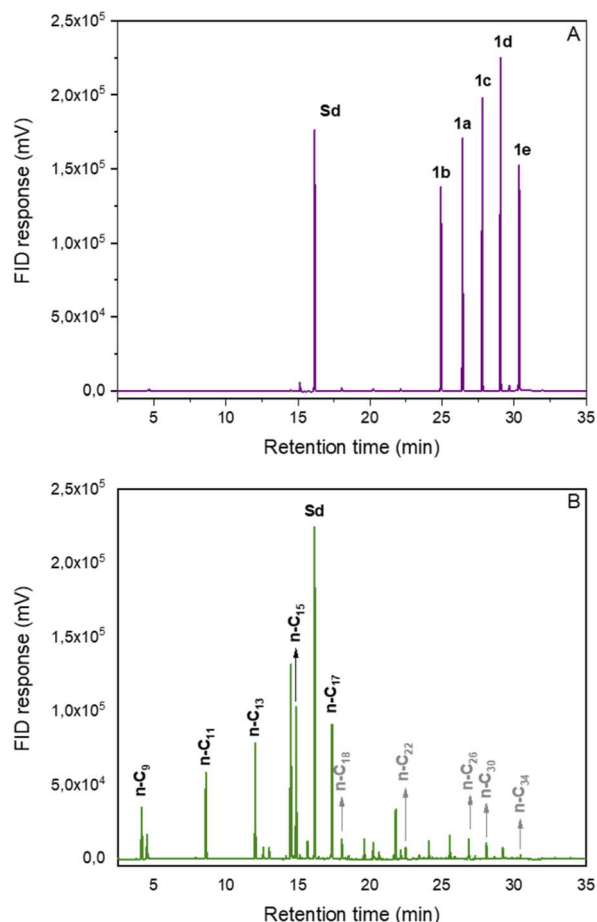 A
2,5x10⁵
2,0x10⁵
1,5x10⁵
1,0x10⁵
5,0x10⁴
0,0
FID response (mV)
Sd
1b
1a
1c
1d
1e
5
10
15
20
25
30
35
Retention time (min)
B
2,5x10⁵
2,0x10⁵
1,5x10⁵
1,0x10⁵
5,0x10⁴
0,0
FID response (mV)
n-C₉
n-C₁₁
n-C₁₃
n-C₁₅
Sd
n-C₁₇
n-C₁₈
n-C₂₂
n-C₂₆
n-C₃₀
n-C₃₄
5
10
15
20
25
30
35
Retention time (min)